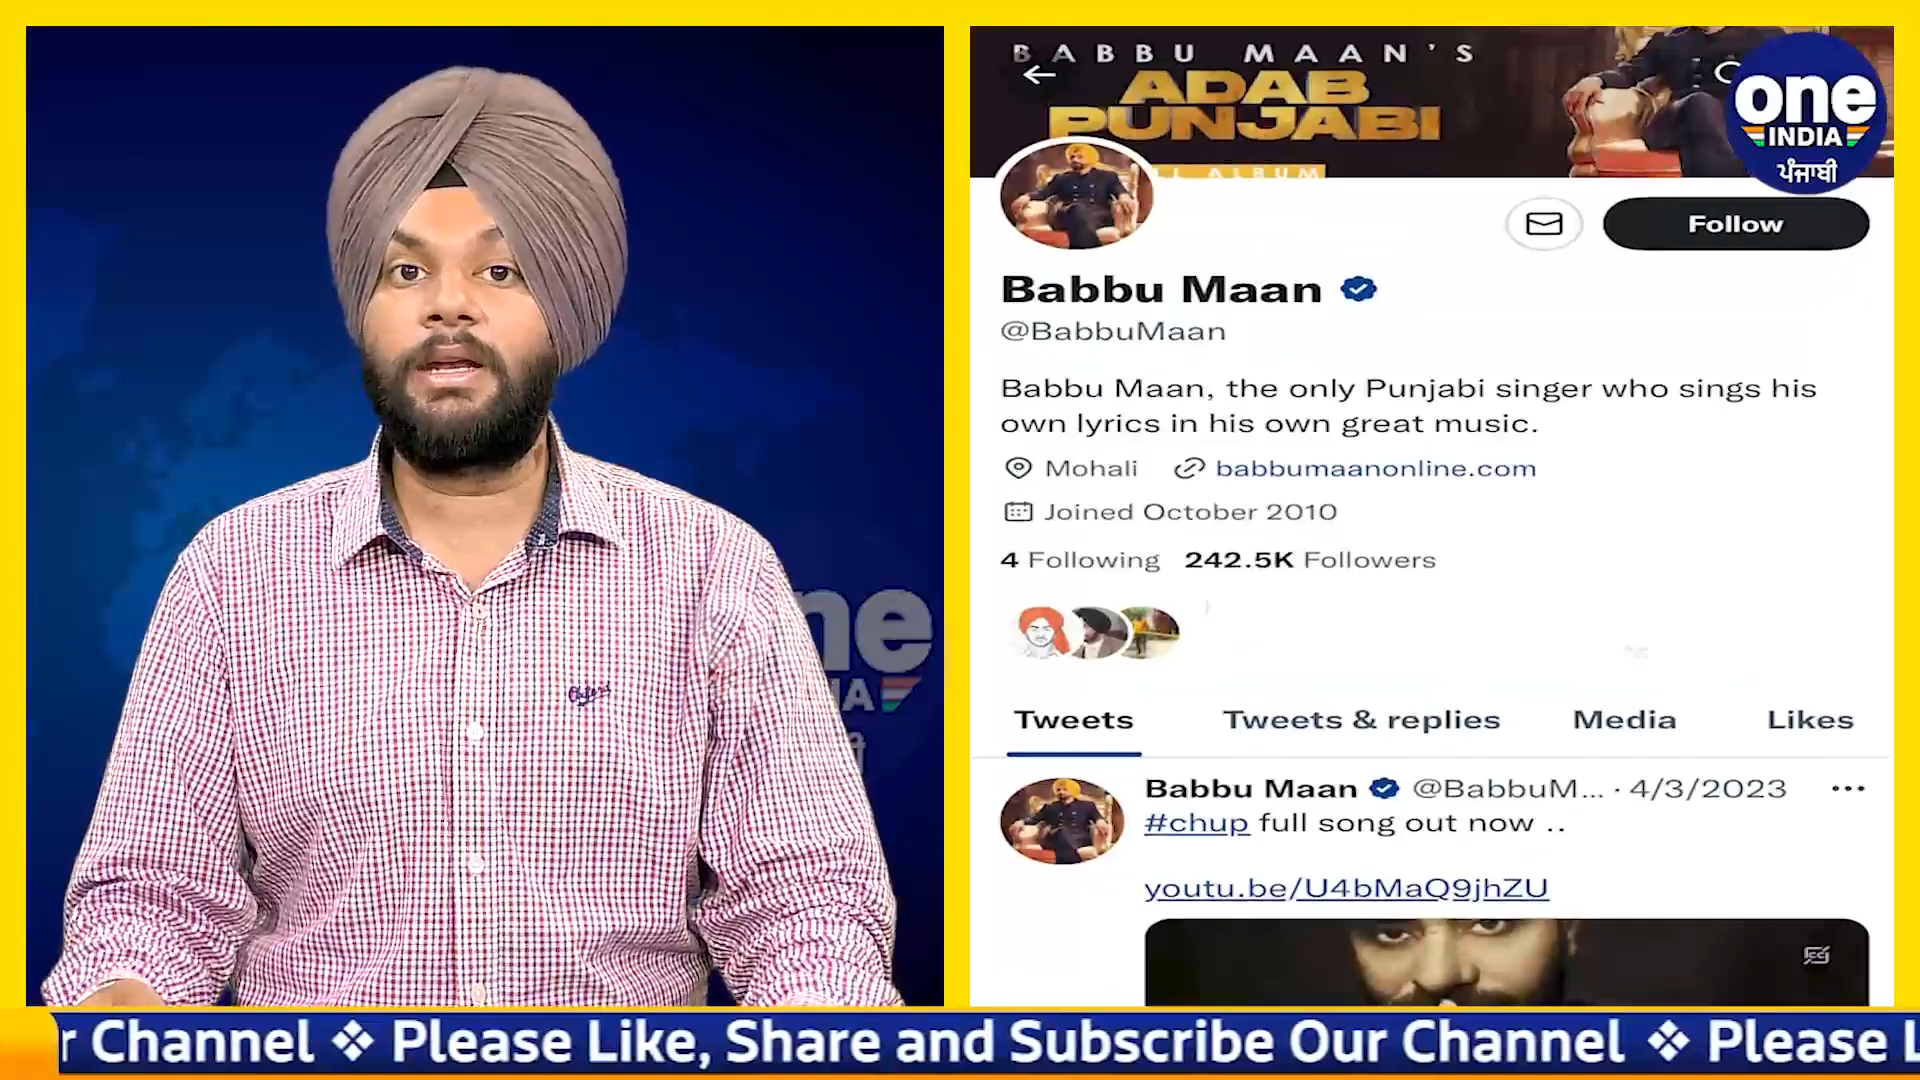 BABBU MAAN'S
ADAB
PUNJABI
one
INDIA
ਪੰਜਾਬੀ
Follow
Babbu Maan
@BabbuMaan
Babbu Maan, the only Punjabi singer who sings his
own lyrics in his own great music.
Mohali babbumaanonline.com
Joined October 2010
4 Following 242.5K Followers
Oxford
Tweets Tweets & replies Media Likes
Babbu Maan @BabbuM... · 4/3/2023 ...
#chup full song out now ..
youtu.be/U4bMaQ9jhZU
r Channel ❖ Please Like, Share and Subscribe Our Channel ❖ Please L